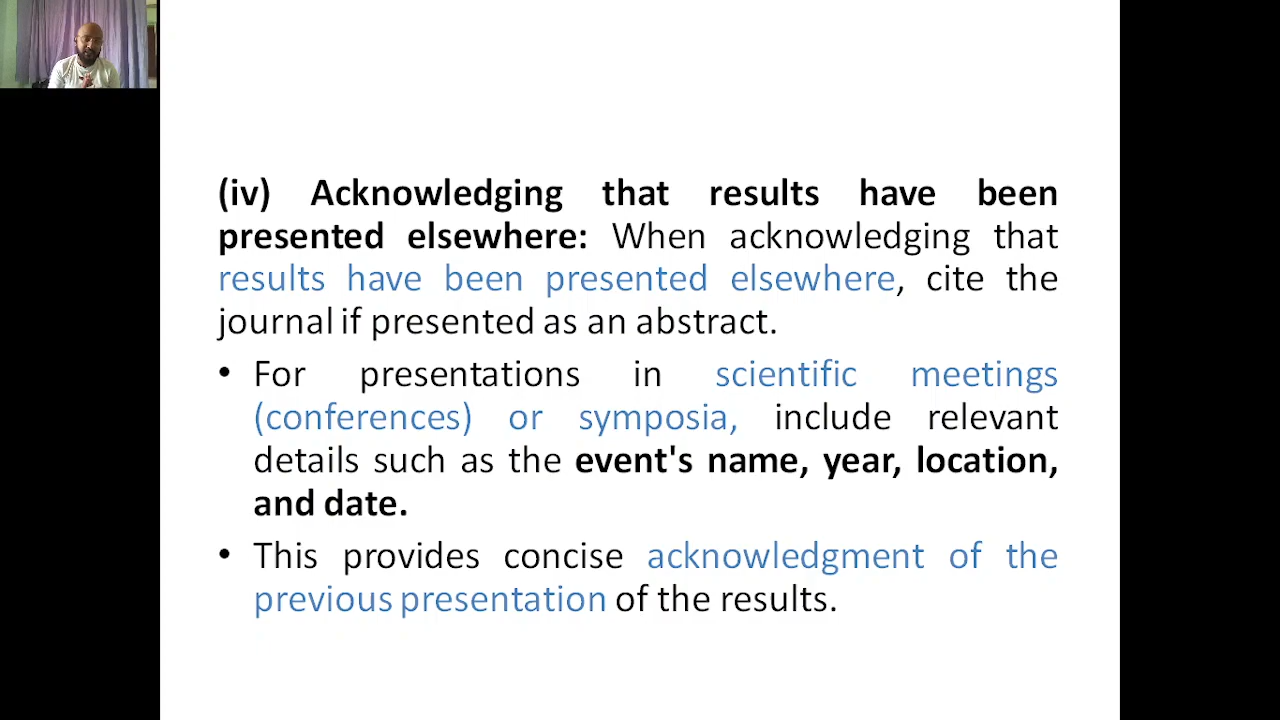 (iv) Acknowledging that results have been
presented elsewhere: When acknowledging that
results have been presented elsewhere, cite the
journal if presented as an abstract.
• For presentations in scientific meetings
(conferences) or symposia, include relevant
details such as the event's name, year, location,
and date.
• This provides concise acknowledgment of the
previous presentation of the results.